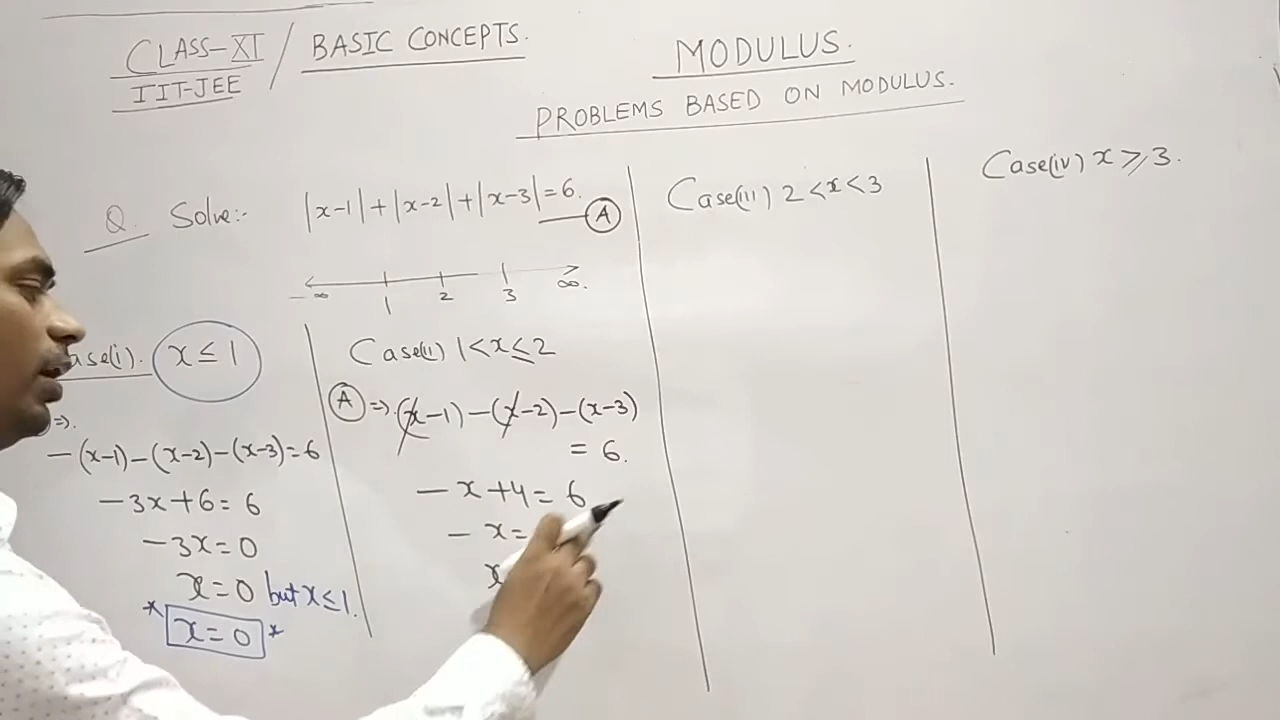 CLASS-XI / BASIC CONCEPTS.
IIT-JEE
MODULUS.
PROBLEMS BASED ON MODULUS.
Q. Solve:- |x-1|+|x-2|+|x-3|=6. (A)
-∞ 1 2 3 ∞.
Case(i). x ≤ 1
⇒.
-(x-1)-(x-2)-(x-3)=6
-3x+6=6
-3x=0
x=0 but x≤1.
* x=0 *
Case(ii) 1<x≤2
(A) ⇒. (x-1)-(x-2)-(x-3)
= 6.
-x+4=6
-x=
x
Case(iii) 2<x<3
Case(iv) x ⩾ 3.